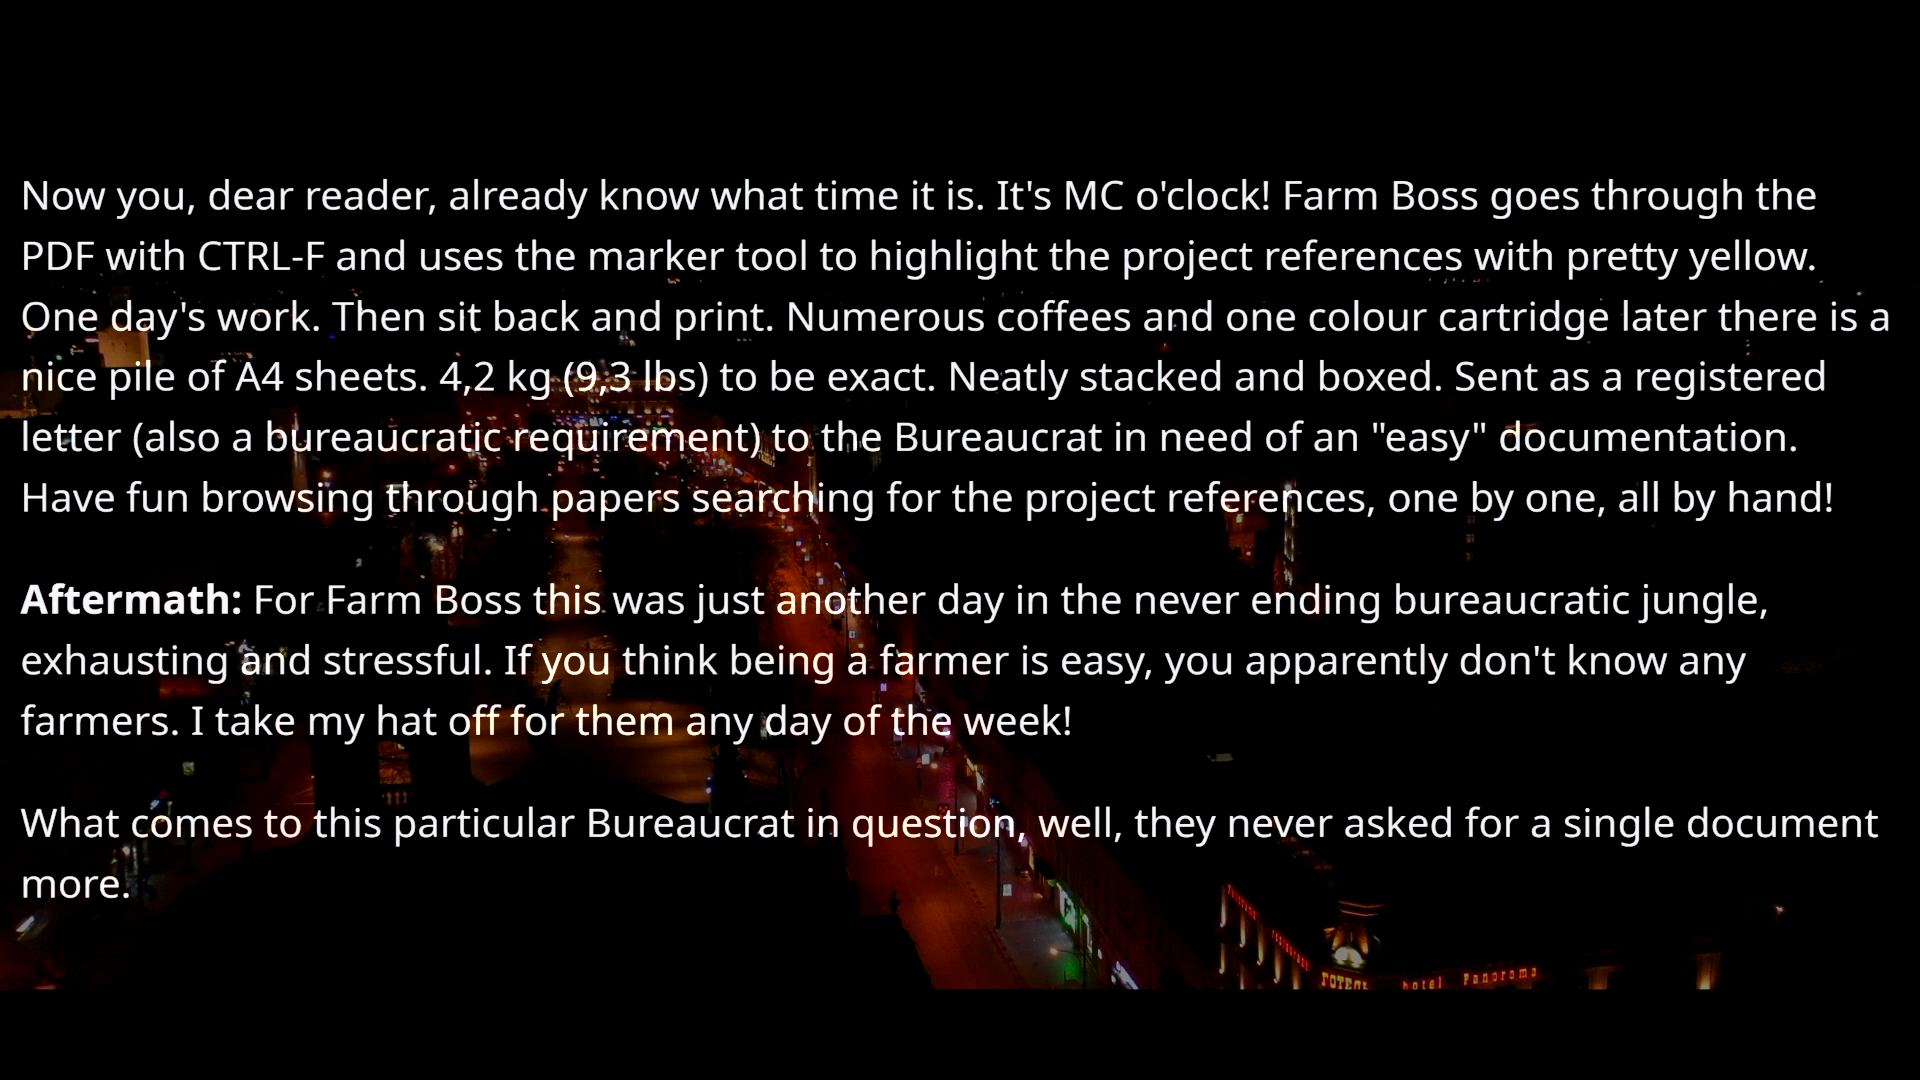 Now you, dear reader, already know what time it is. It's MC o'clock! Farm Boss goes through the
PDF with CTRL-F and uses the marker tool to highlight the project references with pretty yellow.
One day's work. Then sit back and print. Numerous coffees and one colour cartridge later there is a
nice pile of A4 sheets. 4,2 kg (9,3 lbs) to be exact. Neatly stacked and boxed. Sent as a registered
letter (also a bureaucratic requirement) to the Bureaucrat in need of an "easy" documentation.
Have fun browsing through papers searching for the project references, one by one, all by hand!
Aftermath: For Farm Boss this was just another day in the never ending bureaucratic jungle,
exhausting and stressful. If you think being a farmer is easy, you apparently don't know any
farmers. I take my hat off for them any day of the week!
What comes to this particular Bureaucrat in question, well, they never asked for a single document
more.
ГОТЕЛЬ hotel Panorama